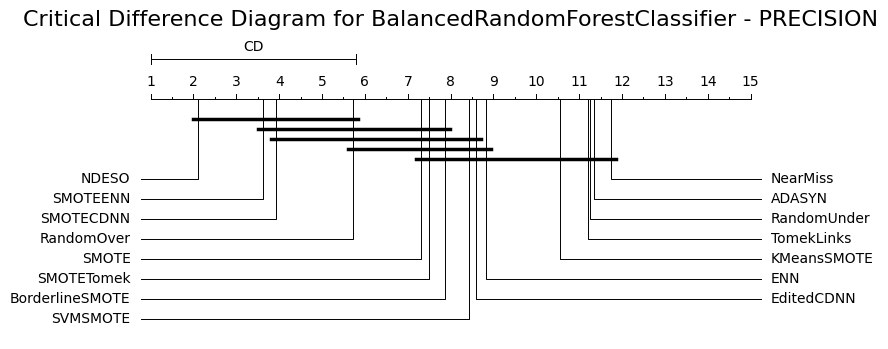 Critical Difference Diagram for BalancedRandomForestClassifier - PRECISION
CD
1 2 3 4 5 6 7 8 9 10 11 12 13 14 15
NDESO NearMiss
SMOTEENN ADASYN
SMOTECDNN RandomUnder
RandomOver TomekLinks
SMOTE KMeansSMOTE
SMOTETomek ENN
BorderlineSMOTE EditedCDNN
SVMSMOTE